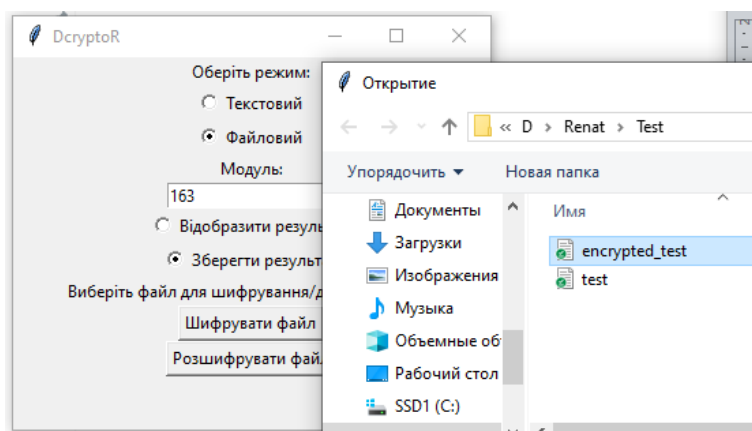 DcryptoR
Оберіть режим:
Текстовий
Файловий
Модуль:
163
Відобразити резуль
Зберегти результ
Виберіть файл для шифрування/д
Шифрувати файл
Розшифрувати фай
Открытие
« D > Renat > Test
Упорядочить
Новая папка
Документы
Загрузки
Изображения
Музыка
Объемные об
Рабочий стол
SSD1 (C:)
Имя
encrypted_test
test